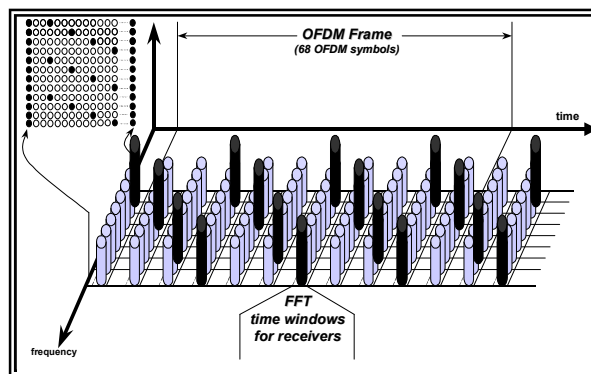 OFDM Frame
(68 OFDM symbols)
time
FFT
time windows
for receivers
frequency